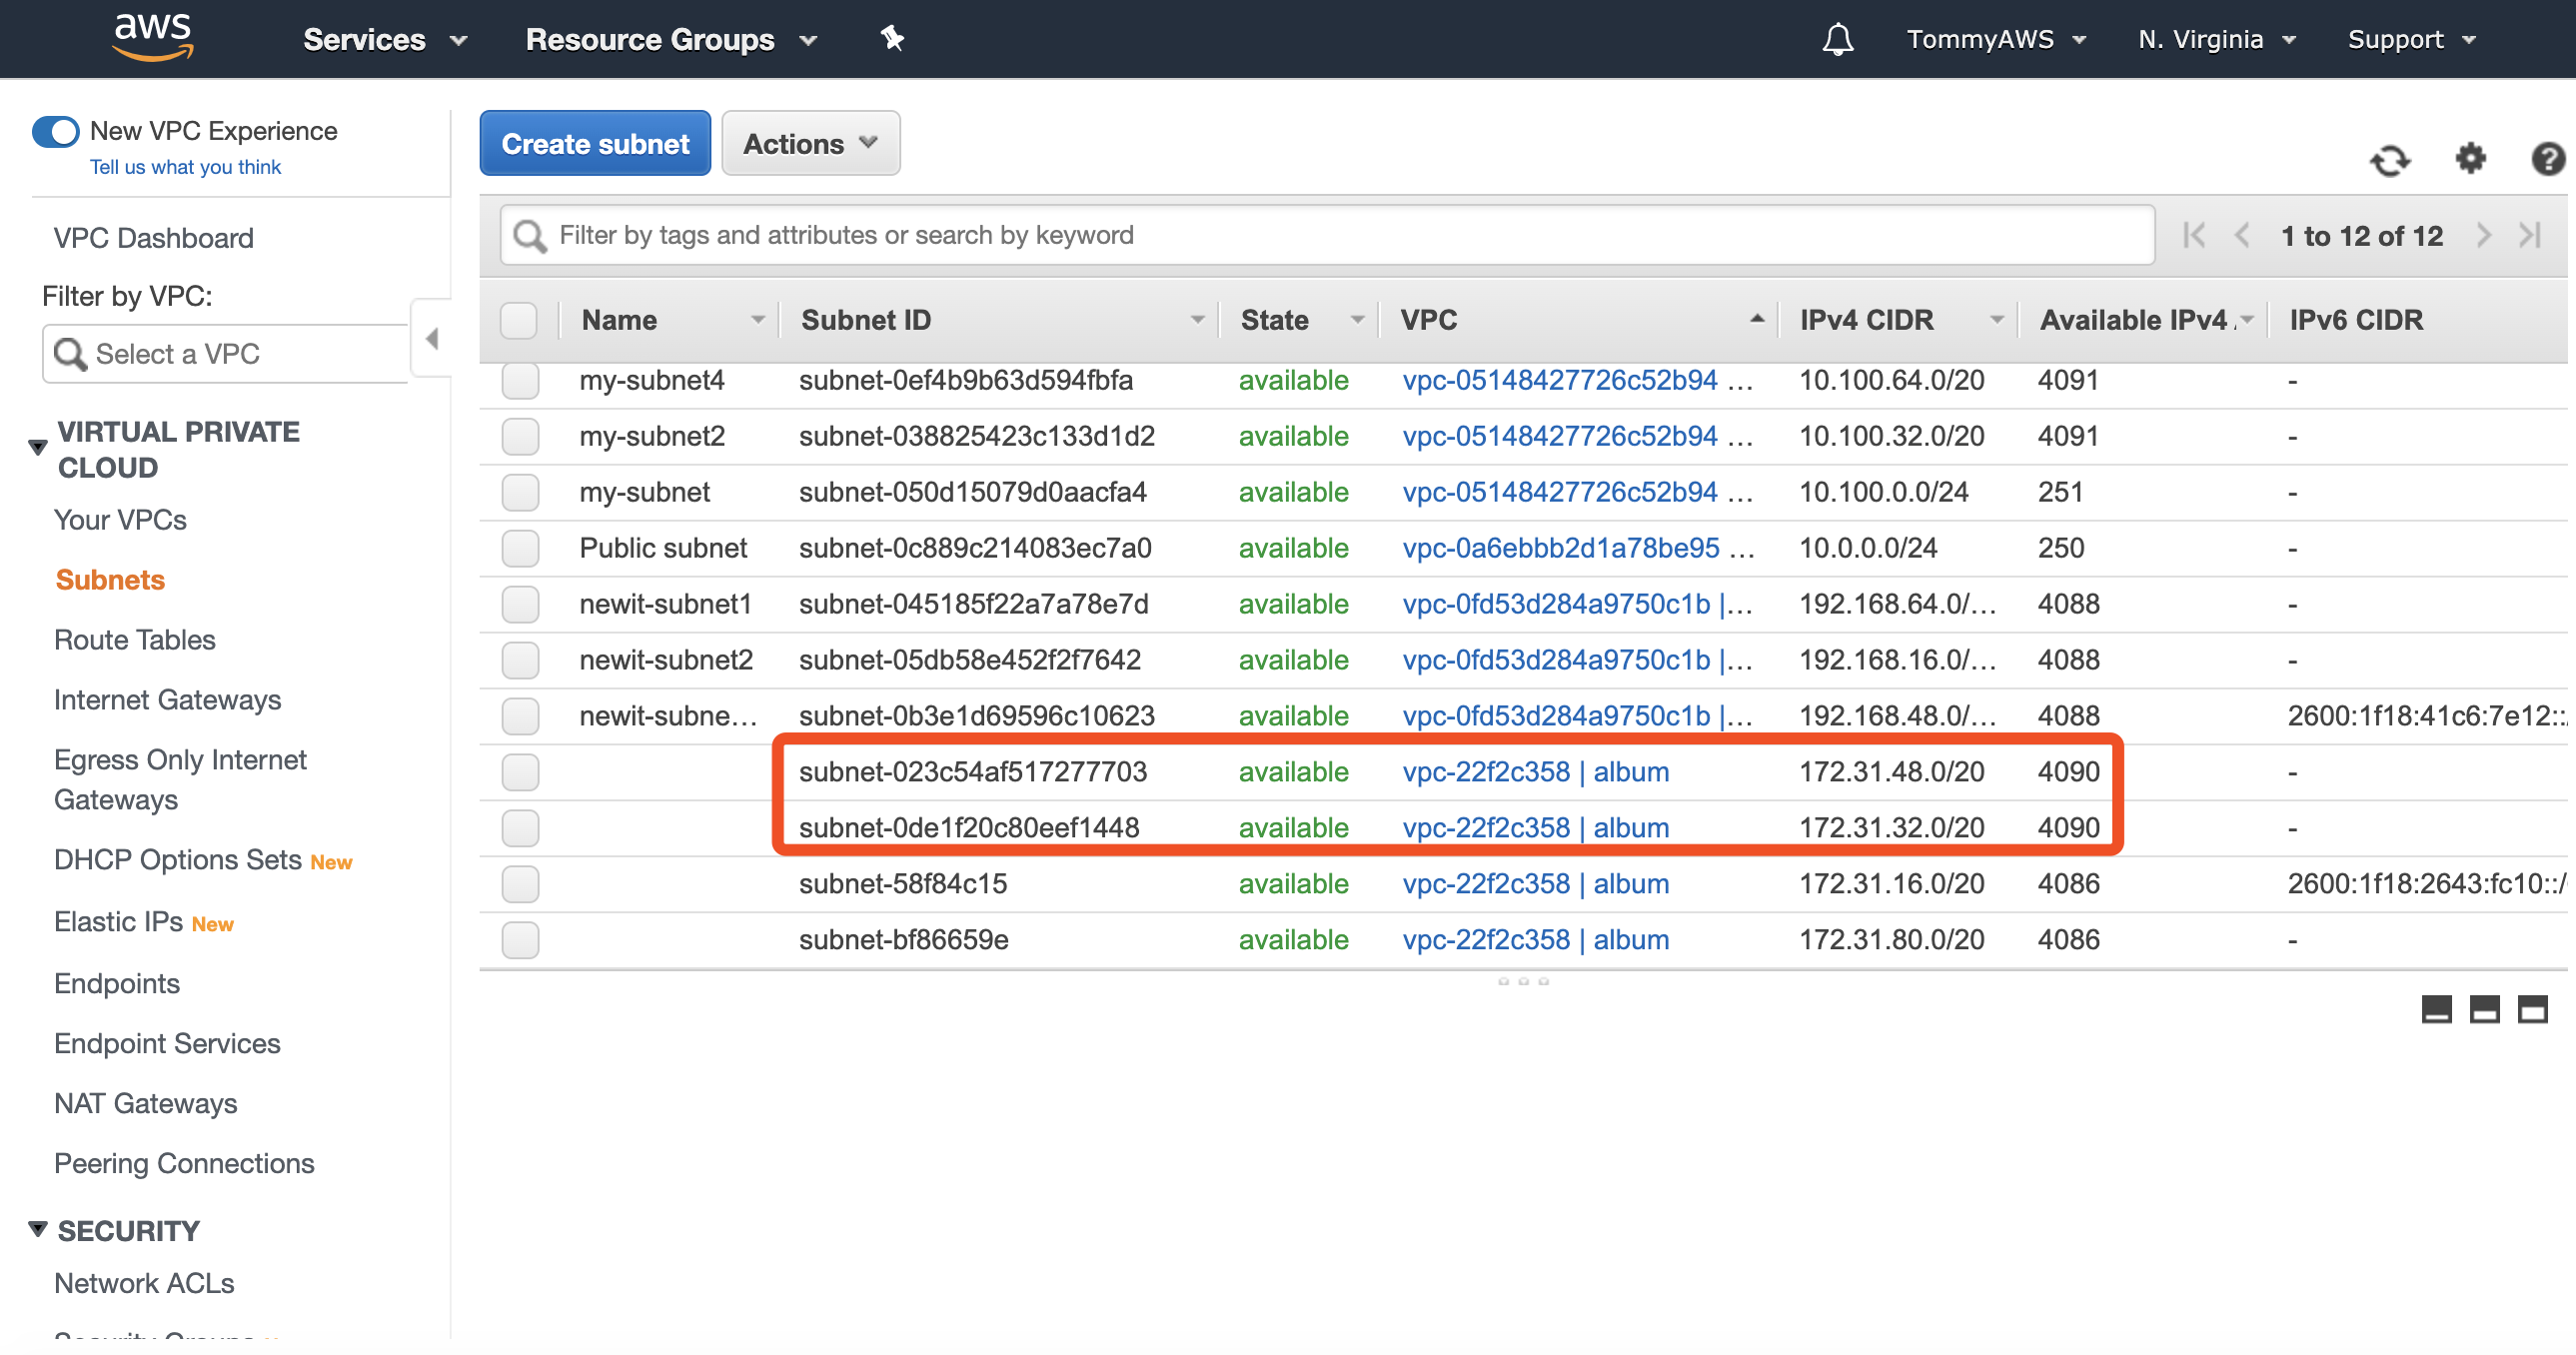 aws Services Resource Groups TommyAWS N. Virginia Support
New VPC Experience
Tell us what you think
VPC Dashboard
Filter by VPC:
Select a VPC
VIRTUAL PRIVATE
CLOUD
Your VPCs
Subnets
Route Tables
Internet Gateways
Egress Only Internet
Gateways
DHCP Options Sets New
Elastic IPs New
Endpoints
Endpoint Services
NAT Gateways
Peering Connections
SECURITY
Network ACLs
Create subnet Actions
Filter by tags and attributes or search by keyword 1 to 12 of 12
Name Subnet ID State VPC IPv4 CIDR Available IPv4 IPv6 CIDR
my-subnet4 subnet-0ef4b9b63d594fbfa available vpc-05148427726c52b94 ... 10.100.64.0/20 4091 -
my-subnet2 subnet-038825423c133d1d2 available vpc-05148427726c52b94 ... 10.100.32.0/20 4091 -
my-subnet subnet-050d15079d0aacfa4 available vpc-05148427726c52b94 ... 10.100.0.0/24 251 -
Public subnet subnet-0c889c214083ec7a0 available vpc-0a6ebbb2d1a78be95 ... 10.0.0.0/24 250 -
newit-subnet1 subnet-045185f22a7a78e7d available vpc-0fd53d284a9750c1b |... 192.168.64.0/... 4088 -
newit-subnet2 subnet-05db58e452f2f7642 available vpc-0fd53d284a9750c1b |... 192.168.16.0/... 4088 -
newit-subne... subnet-0b3e1d69596c10623 available vpc-0fd53d284a9750c1b |... 192.168.48.0/... 4088 2600:1f18:41c6:7e12::
subnet-023c54af517277703 available vpc-22f2c358 | album 172.31.48.0/20 4090 -
subnet-0de1f20c80eef1448 available vpc-22f2c358 | album 172.31.32.0/20 4090 -
subnet-58f84c15 available vpc-22f2c358 | album 172.31.16.0/20 4086 2600:1f18:2643:fc10::/
subnet-bf86659e available vpc-22f2c358 | album 172.31.80.0/20 4086 -